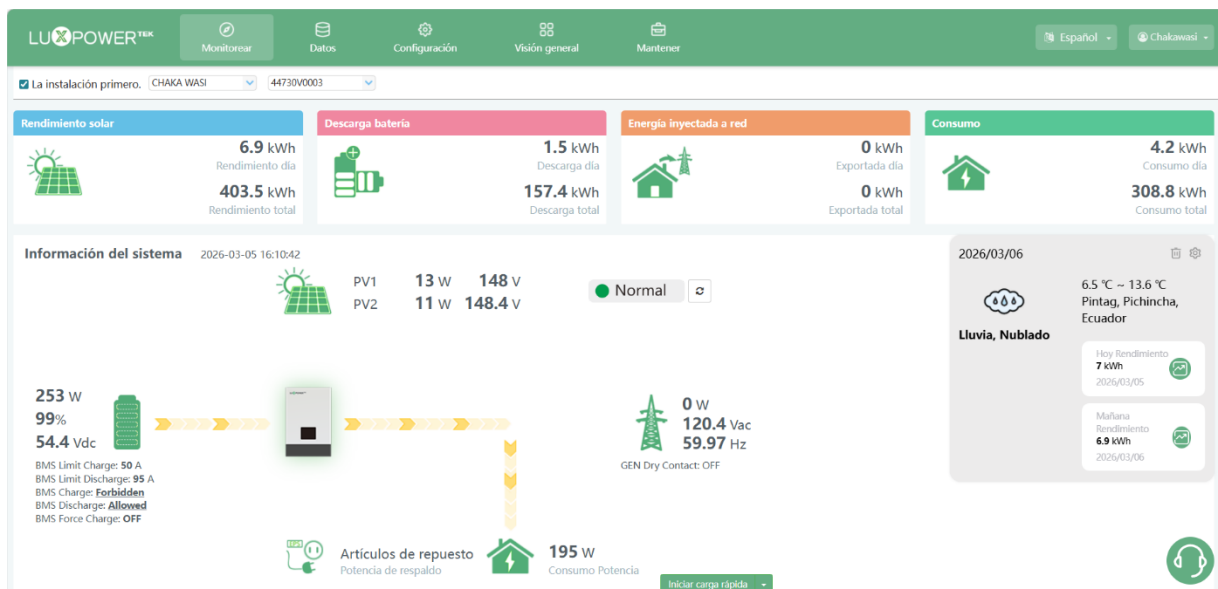 LUXPOWERTEK
Monitorear
Datos
Configuración
Visión general
Mantener
Español
Chakawasi
La instalación primero. CHAKA WASI 44730V0003
Rendimiento solar
6.9 kWh
Rendimiento día
403.5 kWh
Rendimiento total
Descarga batería
1.5 kWh
Descarga día
157.4 kWh
Descarga total
Energía inyectada a red
0 kWh
Exportada día
0 kWh
Exportada total
Consumo
4.2 kWh
Consumo día
308.8 kWh
Consumo total
Información del sistema 2026-03-05 16:10:42
PV1 13 W 148 V
PV2 11 W 148.4 V
Normal
253 W
99%
54.4 Vdc
BMS Limit Charge: 50 A
BMS Limit Discharge: 95 A
BMS Charge: Forbidden
BMS Discharge: Allowed
BMS Force Charge: OFF
0 W
120.4 Vac
59.97 Hz
GEN Dry Contact: OFF
EPS
Artículos de repuesto
Potencia de respaldo
195 W
Consumo Potencia
Iniciar carga rápida
2026/03/06
6.5 ℃ ~ 13.6 ℃
Pintag, Pichincha,
Ecuador
Lluvia, Nublado
Hoy Rendimiento
7 kWh
2026/03/05
Mañana
Rendimiento
6.9 kWh
2026/03/06